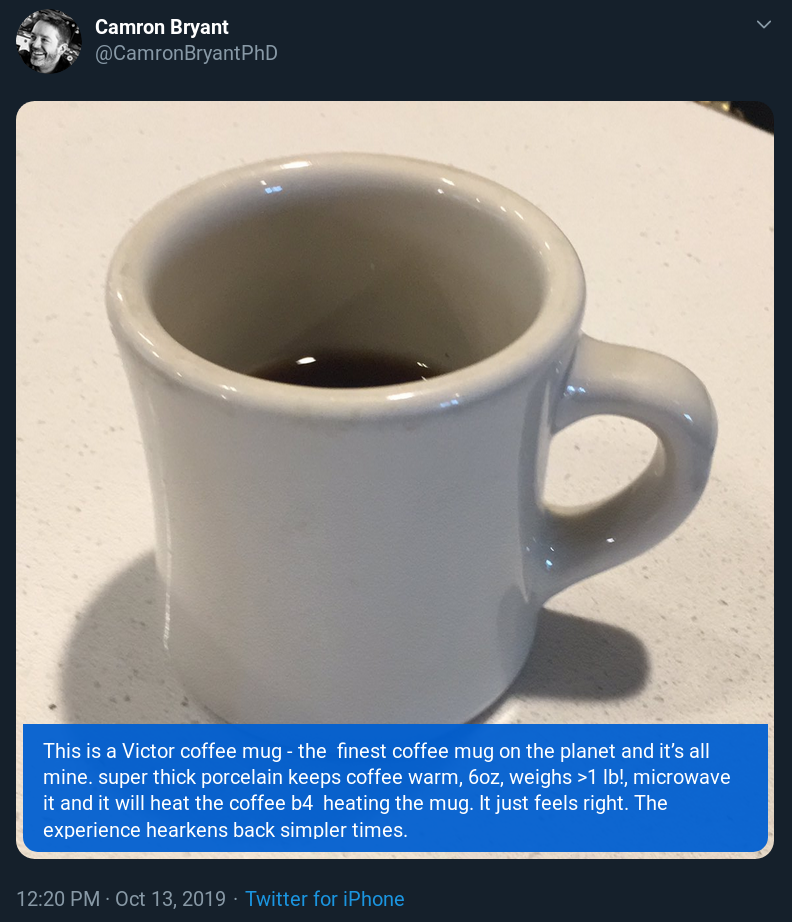 Camron Bryant
@CamronBryantPhD
This is a Victor coffee mug - the  finest coffee mug on the planet and it’s all
mine. super thick porcelain keeps coffee warm, 6oz, weighs >1 lb!, microwave
it and it will heat the coffee b4  heating the mug. It just feels right. The
experience hearkens back simpler times.
12:20 PM · Oct 13, 2019 · Twitter for iPhone